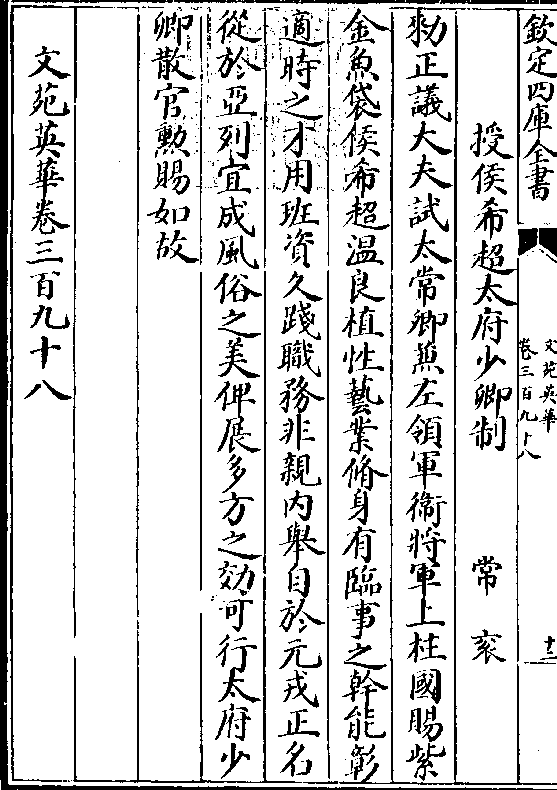 欽定四庫全書
文苑英華
卷三百九十八
十三
授侯希超太府少卿制　常衮
勑正議大夫試太常卿兼左領軍衛將軍上柱國賜紫
金魚袋侯希超温良植性藝業脩身有臨事之幹能彰
適時之才用班資久踐職務非親内舉自於元戎正名
從於亞列宜成風俗之美俾展多方之効可行太府少
卿散官勲賜如故
文苑英華卷三百九十八